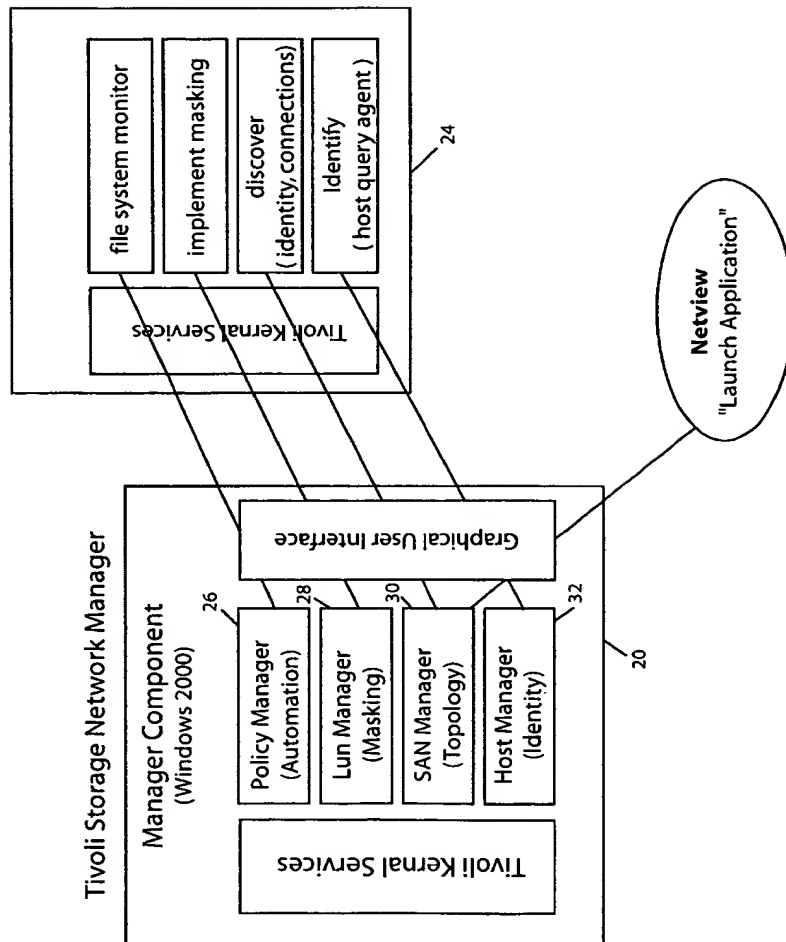 Tivoli Storage Network Manager
Manager Component
(Windows 2000)
Tivoli Kernal Services
Policy Manager
(Automation)
26
Lun Manager
(Masking)
28
SAN Manager
(Topology)
30
Host Manager
(Identity)
32
Graphical User Interface
20
Tivoli Kernal Services
file system monitor
implement masking
discover
(identity, connections)
Identify
( host query agent )
24
Netview
"Launch Application"